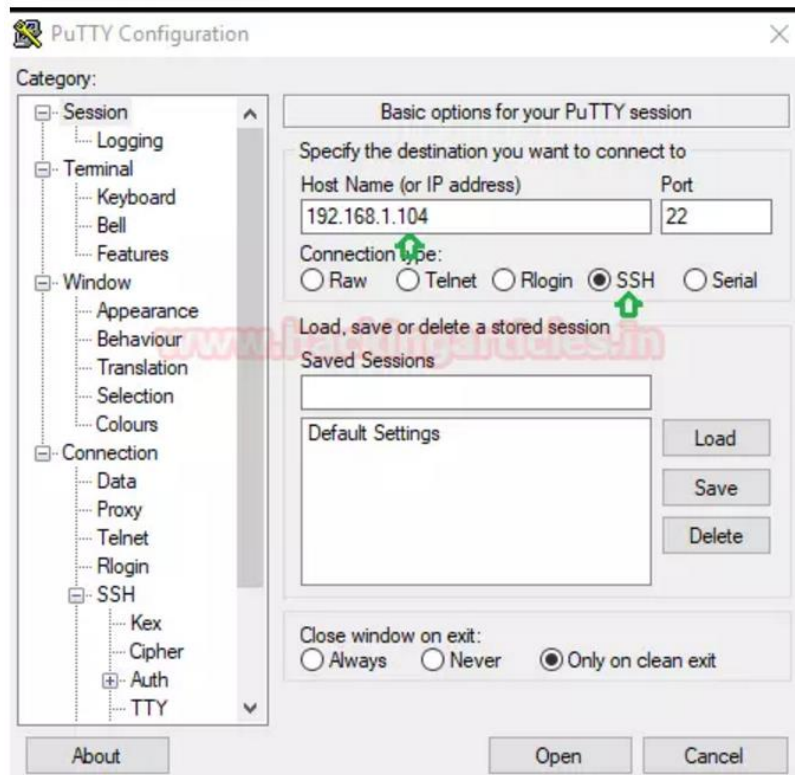 PuTTY Configuration
Category:
Session
Logging
Terminal
Keyboard
Bell
Features
Window
Appearance
Behaviour
Translation
Selection
Colours
Connection
Data
Proxy
Telnet
Rlogin
SSH
Kex
Cipher
Auth
TTY
Basic options for your PuTTY session
Specify the destination you want to connect to
Host Name (or IP address) Port
192.168.1.104 22
Connection type:
Raw Telnet Rlogin SSH Serial
Load, save or delete a stored session
www.hackingarticles.in
Saved Sessions
Default Settings
Load
Save
Delete
Close window on exit:
Always Never Only on clean exit
About Open Cancel